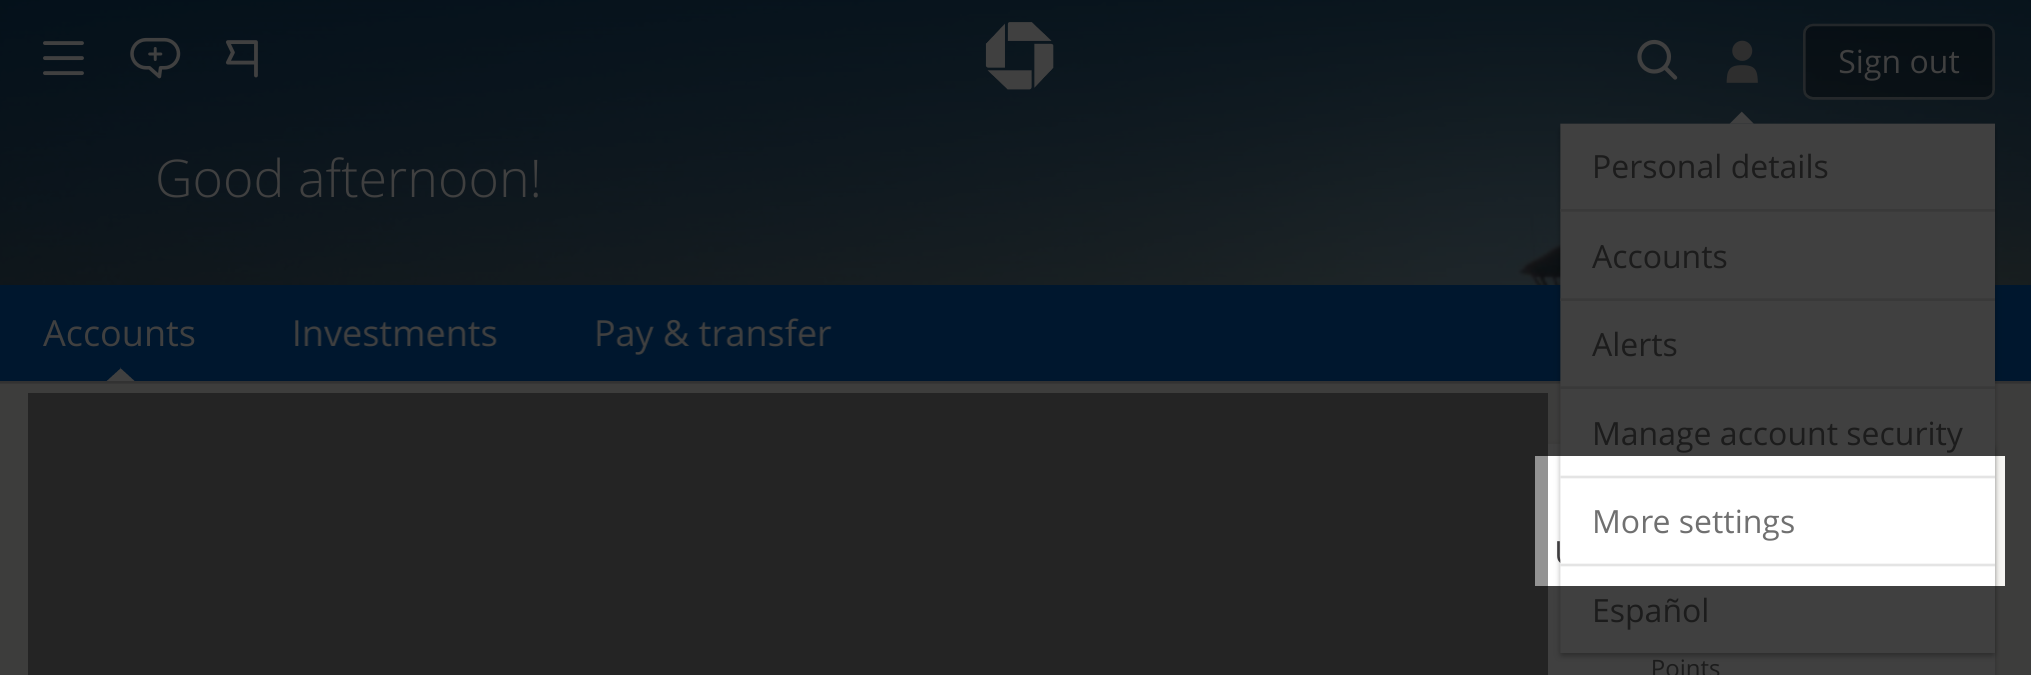 Sign out
Good afternoon!
Personal details
Accounts
Alerts
Manage account security
More settings
Español
Accounts
Investments
Pay & transfer
Points